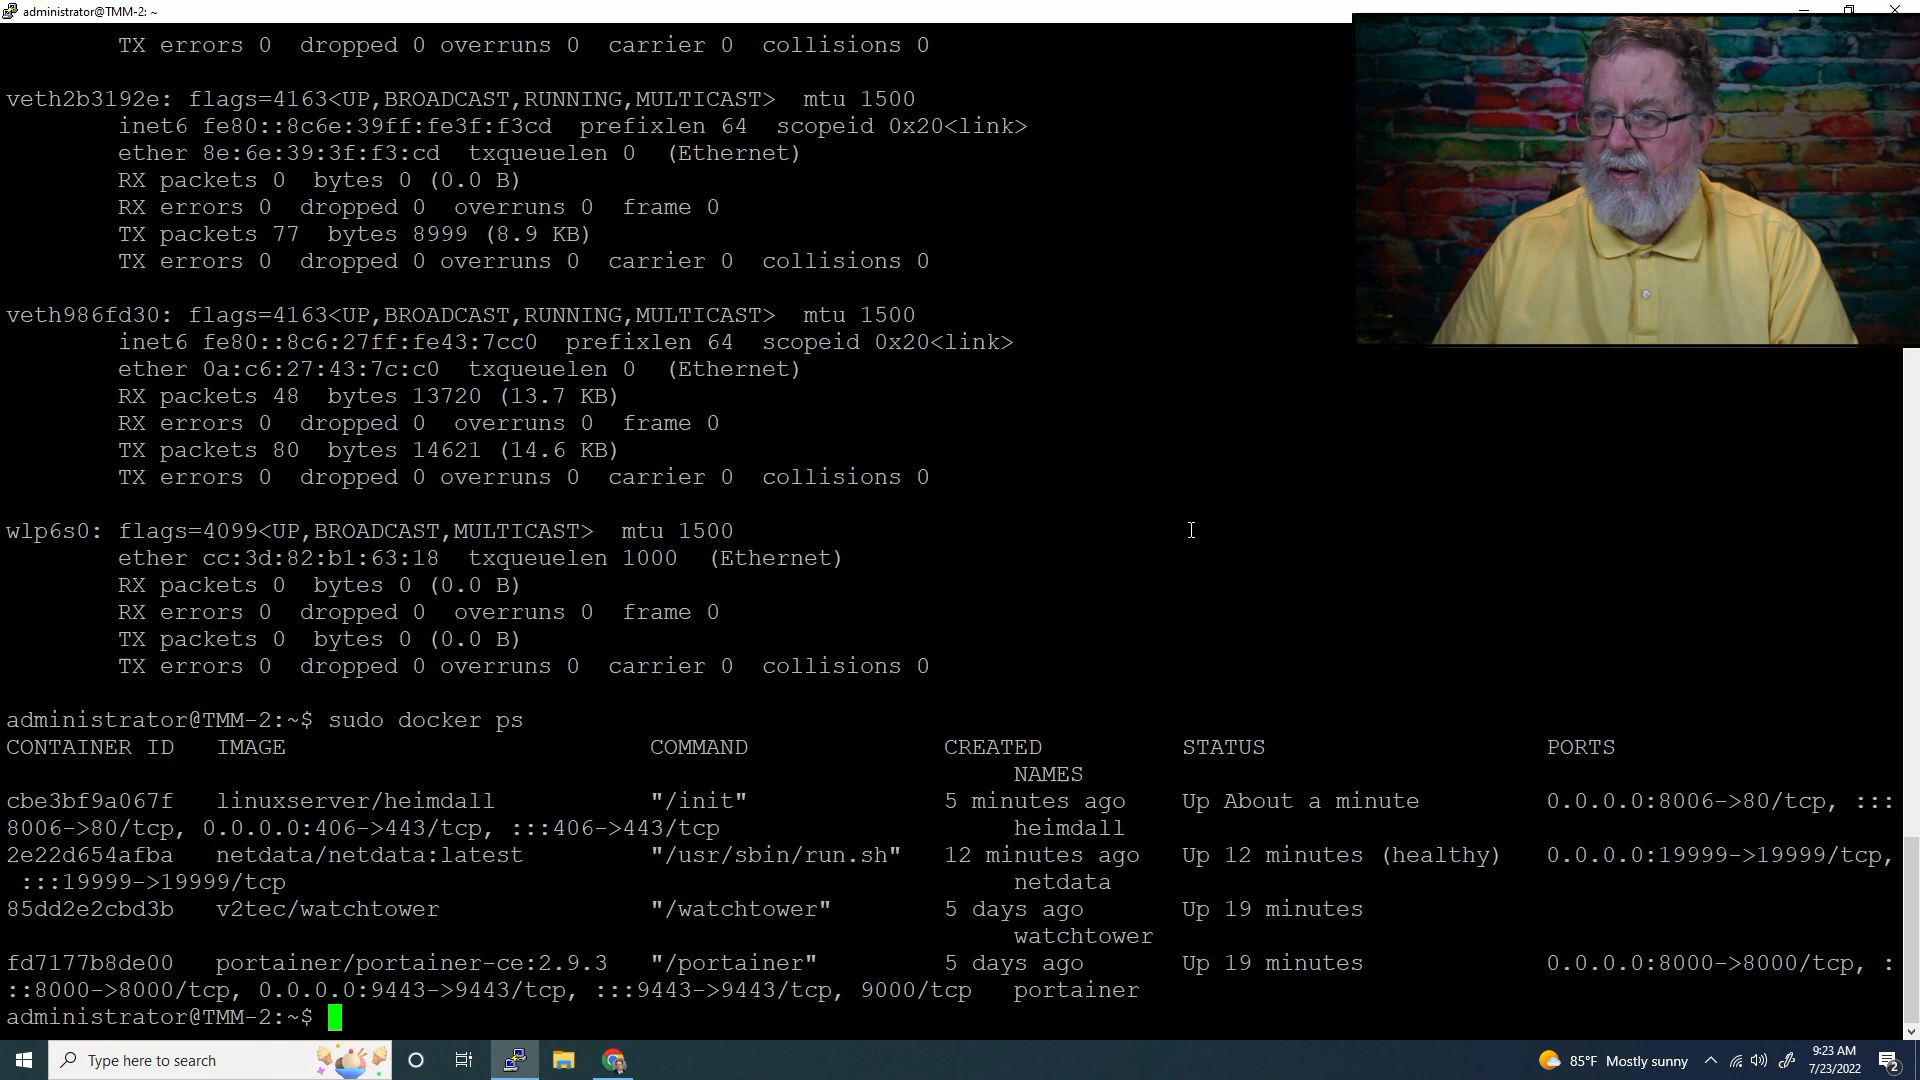 administrator@TMM-2: ~
TX errors 0  dropped 0 overruns 0  carrier 0  collisions 0
veth2b3192e: flags=4163<UP,BROADCAST,RUNNING,MULTICAST>  mtu 1500
inet6 fe80::8c6e:39ff:fe3f:f3cd  prefixlen 64  scopeid 0x20<link>
ether 8e:6e:39:3f:f3:cd  txqueuelen 0  (Ethernet)
RX packets 0  bytes 0 (0.0 B)
RX errors 0  dropped 0  overruns 0  frame 0
TX packets 77  bytes 8999 (8.9 KB)
TX errors 0  dropped 0 overruns 0  carrier 0  collisions 0
veth986fd30: flags=4163<UP,BROADCAST,RUNNING,MULTICAST>  mtu 1500
inet6 fe80::8c6:27ff:fe43:7cc0  prefixlen 64  scopeid 0x20<link>
ether 0a:c6:27:43:7c:c0  txqueuelen 0  (Ethernet)
RX packets 48  bytes 13720 (13.7 KB)
RX errors 0  dropped 0  overruns 0  frame 0
TX packets 80  bytes 14621 (14.6 KB)
TX errors 0  dropped 0 overruns 0  carrier 0  collisions 0
wlp6s0: flags=4099<UP,BROADCAST,MULTICAST>  mtu 1500
ether cc:3d:82:b1:63:18  txqueuelen 1000  (Ethernet)
RX packets 0  bytes 0 (0.0 B)
RX errors 0  dropped 0  overruns 0  frame 0
TX packets 0  bytes 0 (0.0 B)
TX errors 0  dropped 0 overruns 0  carrier 0  collisions 0
administrator@TMM-2:~$ sudo docker ps
CONTAINER ID   IMAGE   COMMAND   CREATED   STATUS   PORTS
NAMES
cbe3bf9a067f   linuxserver/heimdall   "/init"   5 minutes ago   Up About a minute   0.0.0.0:8006->80/tcp, :::
8006->80/tcp, 0.0.0.0:406->443/tcp, :::406->443/tcp   heimdall
2e22d654afba   netdata/netdata:latest   "/usr/sbin/run.sh"   12 minutes ago   Up 12 minutes (healthy)   0.0.0.0:19999->19999/tcp,
:::19999->19999/tcp   netdata
85dd2e2cbd3b   v2tec/watchtower   "/watchtower"   5 days ago   Up 19 minutes
watchtower
fd7177b8de00   portainer/portainer-ce:2.9.3   "/portainer"   5 days ago   Up 19 minutes   0.0.0.0:8000->8000/tcp, :
::8000->8000/tcp, 0.0.0.0:9443->9443/tcp, :::9443->9443/tcp, 9000/tcp   portainer
administrator@TMM-2:~$
Type here to search
85°F Mostly sunny
9:23 AM
7/23/2022
2